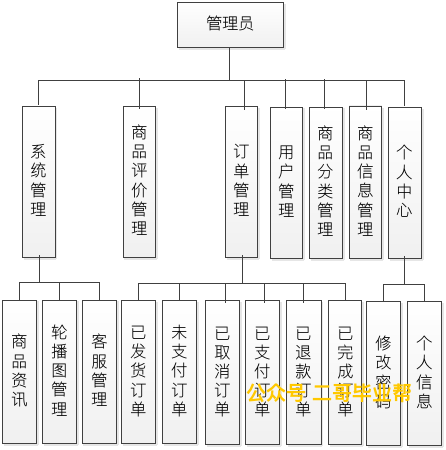 管理员
系统管理
商品评价管理
订单管理
用户管理
商品分类管理
商品信息管理
个人中心
商品资讯
轮播图管理
客服管理
已发货订单
未支付订单
已取消订单
已支付订单
已退款订单
已完成订单
修改密码
个人信息
公众号 二哥毕业帮